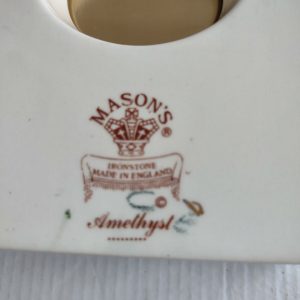 MASON'S
®
IRONSTONE
MADE IN ENGLAND
Amethyst